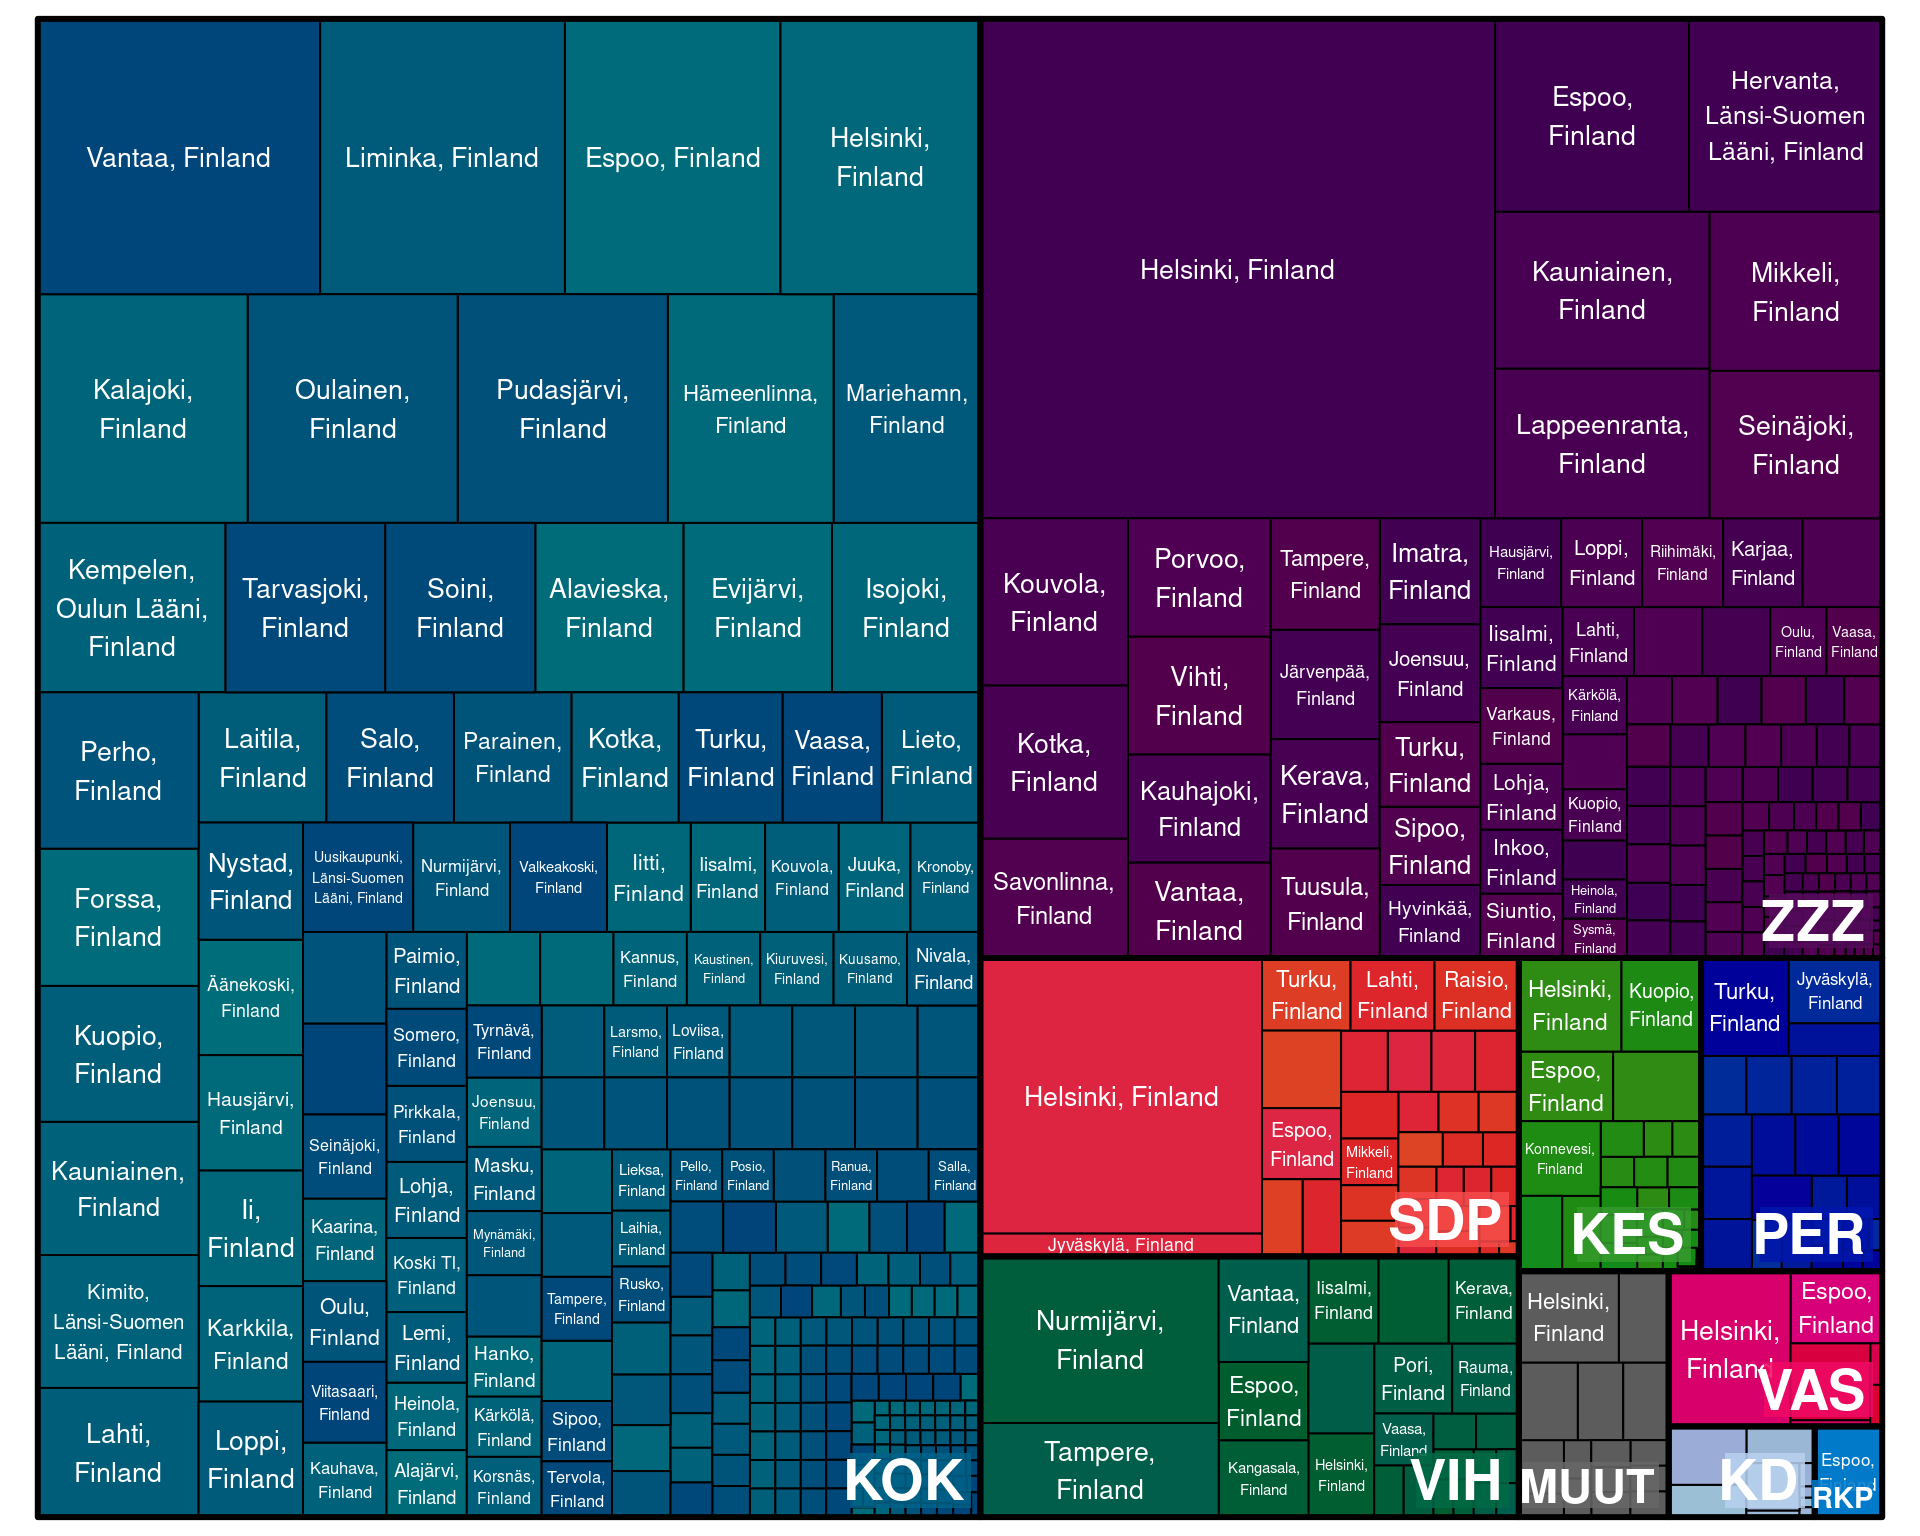 Vantaa, Finland
Liminka, Finland
Espoo, Finland
Helsinki,
Finland
Kalajoki,
Finland
Oulainen,
Finland
Pudasjärvi,
Finland
Hämeenlinna,
Finland
Mariehamn,
Finland
Kempelen,
Oulun Lääni,
Finland
Tarvasjoki,
Finland
Soini,
Finland
Alavieska,
Finland
Evijärvi,
Finland
Isojoki,
Finland
Perho,
Finland
Forssa,
Finland
Kuopio,
Finland
Kauniainen,
Finland
Kimito,
Länsi-Suomen
Lääni, Finland
Lahti,
Finland
Laitila,
Finland
Salo,
Finland
Parainen,
Finland
Kotka,
Finland
Turku,
Finland
Vaasa,
Finland
Lieto,
Finland
Nystad,
Finland
Äänekoski,
Finland
Hausjärvi,
Finland
Ii,
Finland
Karkkila,
Finland
Loppi,
Finland
Uusikaupunki,
Länsi-Suomen
Lääni, Finland
Nurmijärvi,
Finland
Valkeakoski,
Finland
Iitti,
Finland
Iisalmi,
Finland
Kouvola,
Finland
Juuka,
Finland
Kronoby,
Finland
Seinäjoki,
Finland
Kaarina,
Finland
Oulu,
Finland
Viitasaari,
Finland
Kauhava,
Finland
Paimio,
Finland
Somero,
Finland
Pirkkala,
Finland
Lohja,
Finland
Koski Tl,
Finland
Lemi,
Finland
Heinola,
Finland
Alajärvi,
Finland
Kannus,
Finland
Kaustinen,
Finland
Kiuruvesi,
Finland
Kuusamo,
Finland
Nivala,
Finland
Tyrnävä,
Finland
Joensuu,
Finland
Masku,
Finland
Mynämäki,
Finland
Hanko,
Finland
Kärkölä,
Finland
Korsnäs,
Finland
Larsmo,
Finland
Loviisa,
Finland
Tampere,
Finland
Sipoo,
Finland
Tervola,
Finland
Lieksa,
Finland
Laihia,
Finland
Rusko,
Finland
Pello,
Finland
Posio,
Finland
Ranua,
Finland
Salla,
Finland
KOK
Helsinki, Finland
Espoo,
Finland
Hervanta,
Länsi-Suomen
Lääni, Finland
Kauniainen,
Finland
Mikkeli,
Finland
Lappeenranta,
Finland
Seinäjoki,
Finland
Kouvola,
Finland
Kotka,
Finland
Savonlinna,
Finland
Porvoo,
Finland
Vihti,
Finland
Kauhajoki,
Finland
Vantaa,
Finland
Tampere,
Finland
Järvenpää,
Finland
Kerava,
Finland
Tuusula,
Finland
Imatra,
Finland
Joensuu,
Finland
Turku,
Finland
Sipoo,
Finland
Hyvinkää,
Finland
Hausjärvi,
Finland
Loppi,
Finland
Riihimäki,
Finland
Karjaa,
Finland
Iisalmi,
Finland
Varkaus,
Finland
Lohja,
Finland
Inkoo,
Finland
Siuntio,
Finland
Lahti,
Finland
Oulu,
Finland
Vaasa,
Finland
Kärkölä,
Finland
Kuopio,
Finland
Heinola,
Finland
Sysmä,
Finland
ZZZ
Helsinki, Finland
Jyväskylä, Finland
Turku,
Finland
Lahti,
Finland
Raisio,
Finland
Espoo,
Finland
Mikkeli,
Finland
SDP
Helsinki,
Finland
Kuopio,
Finland
Espoo,
Finland
Konnevesi,
Finland
KES
Turku,
Finland
Jyväskylä,
Finland
PER
Nurmijärvi,
Finland
Tampere,
Finland
Vantaa,
Finland
Espoo,
Finland
Kangasala,
Finland
Iisalmi,
Finland
Kerava,
Finland
Pori,
Finland
Rauma,
Finland
Vaasa,
Finland
Helsinki,
Finland
VIH
Helsinki,
Finland
MUUT
Helsinki,
Finland
Espoo,
Finland
VAS
KD
Espoo,
Finland
RKP